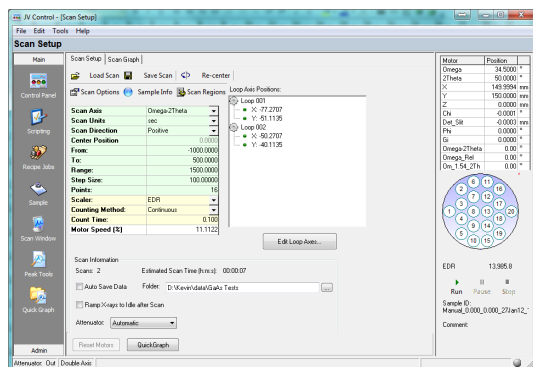 JV Control - [Scan Setup]
File Edit Tools Help
Scan Setup
Main
Control Panel
Scripting
Recipe Jobs
Sample
Scan Window
Peak Tools
Quick Graph
Admin
Scan Setup Scan Graph
Load Scan Save Scan Re-center
Scan Options Sample Info Scan Regions
Scan Axis Omega-2Theta
Scan Units sec
Scan Direction Positive
Center Position 0.0000
From: -1000.0000
To: 500.0000
Range: 1500.0000
Step Size: 100.00000
Points: 16
Scaler: EDR
Counting Method: Continuous
Count Time: 0.100
Motor Speed (%) 11.1122
Loop Axis Positions:
Loop 001
X: -77.2707
Y: -51.1135
Loop 002
X: -50.2707
Y: -40.1135
Edit Loop Axes...
Scan Information
Scans: 2 Estimated Scan Time (h:n:s): 00:00:07
Auto Save Data Folder: D:\Kevin\data\GaAs Tests ...
Ramp X-rays to Idle after Scan
Attenuator: Automatic
Reset Motors QuickGraph
Motor Position
Omega 34.5000 °
2Theta 50.0000 °
X 149.9994 mm
Y 150.0000 mm
Z 0.0000 mm
Chi -0.0001 °
Det_Slit -0.0003 mm
Phi 0.0000 °
Gi 0.0000 °
Omega-2Theta 0.00 °
Omega_Rel 0.00 °
Om_1.54_2Th 0.00 °
6 11
2 16
7 12
3 17
1 8 13 20
4 18
9 14
5 19
10 15
EDR 13,985.8
Run Pause Stop
Sample ID:
Manual_0.000_0.000_27Jan12_
Comment:
Attenuator: Out Double Axis